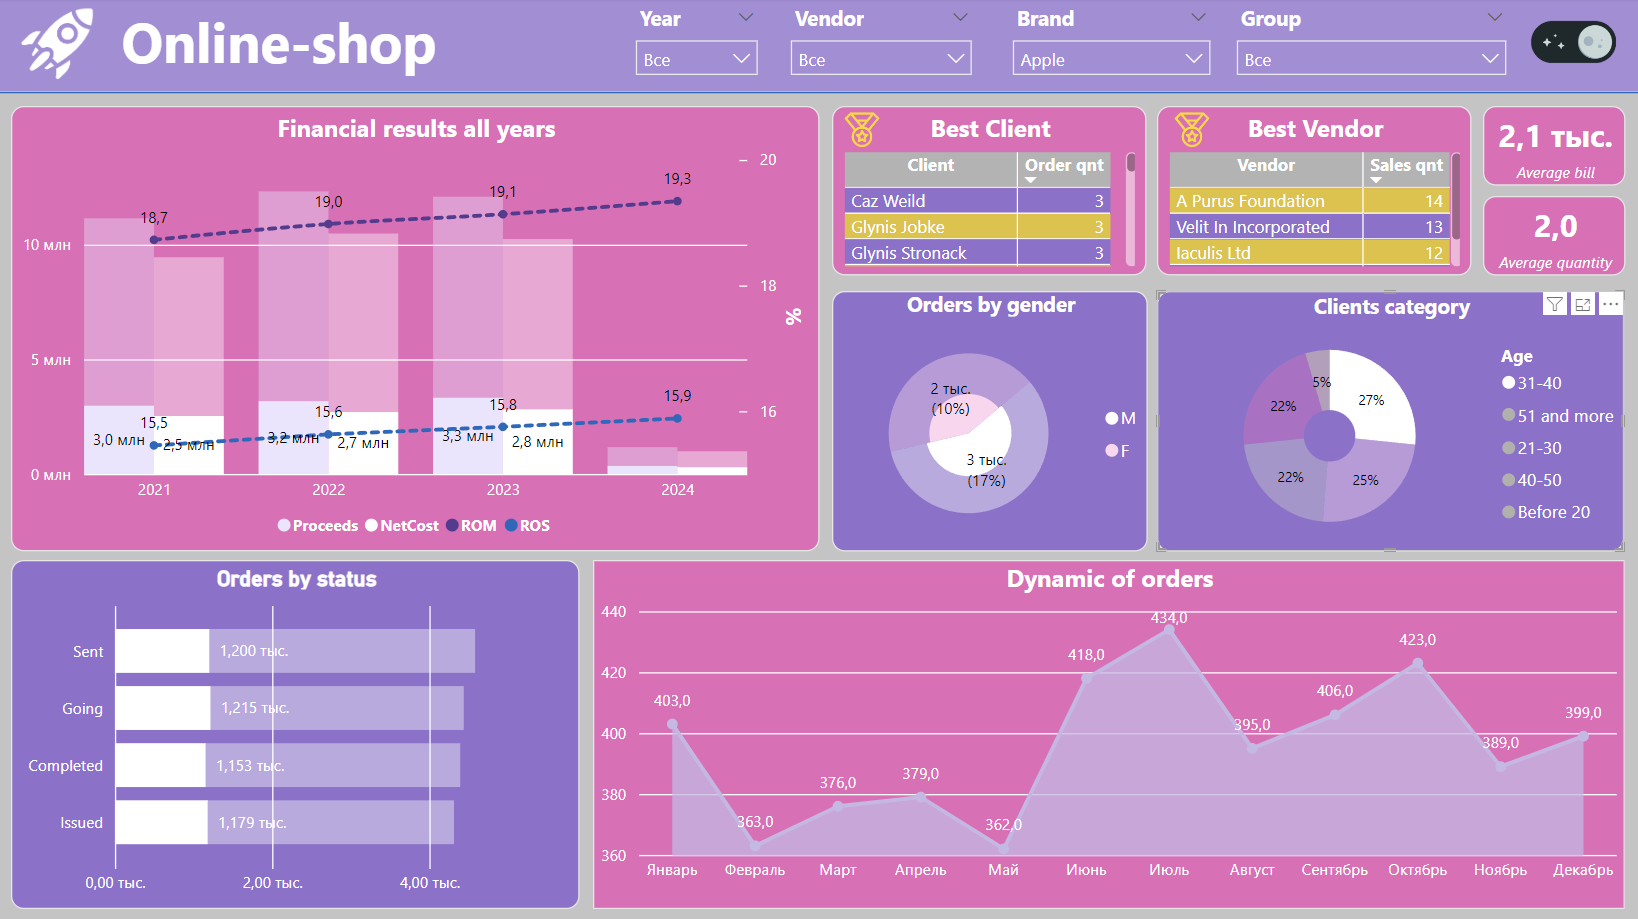 Online-shop
Year
Vendor
Brand
Group
Все
Все
Apple
Все
Financial results all years
20
18
16
%
10 млн
5 млн
0 млн
18,7
19,0
19,1
19,3
15,5
15,6
15,8
15,9
3,0 млн
2,5 млн
3,2 млн
2,7 млн
3,3 млн
2,8 млн
2021
2022
2023
2024
Proceeds NetCost ROM ROS
Best Client
Client Order qnt
Caz Weild 3
Glynis Jobke 3
Glynis Stronack 3
Best Vendor
Vendor Sales qnt
A Purus Foundation 14
Velit In Incorporated 13
Iaculis Ltd 12
2,1 тыс.
Average bill
2,0
Average quantity
Orders by gender
2 тыс.
(10%)
3 тыс.
(17%)
M
F
Clients category
5%
27%
22%
22%
25%
Age
31-40
51 and more
21-30
40-50
Before 20
Orders by status
Sent 1,200 тыс.
Going 1,215 тыс.
Completed 1,153 тыс.
Issued 1,179 тыс.
0,00 тыс. 2,00 тыс. 4,00 тыс.
Dynamic of orders
440
420
400
380
360
403,0
363,0
376,0
379,0
362,0
418,0
434,0
395,0
406,0
423,0
389,0
399,0
Январь Февраль Март Апрель Май Июнь Июль Август Сентябрь Октябрь Ноябрь Декабрь